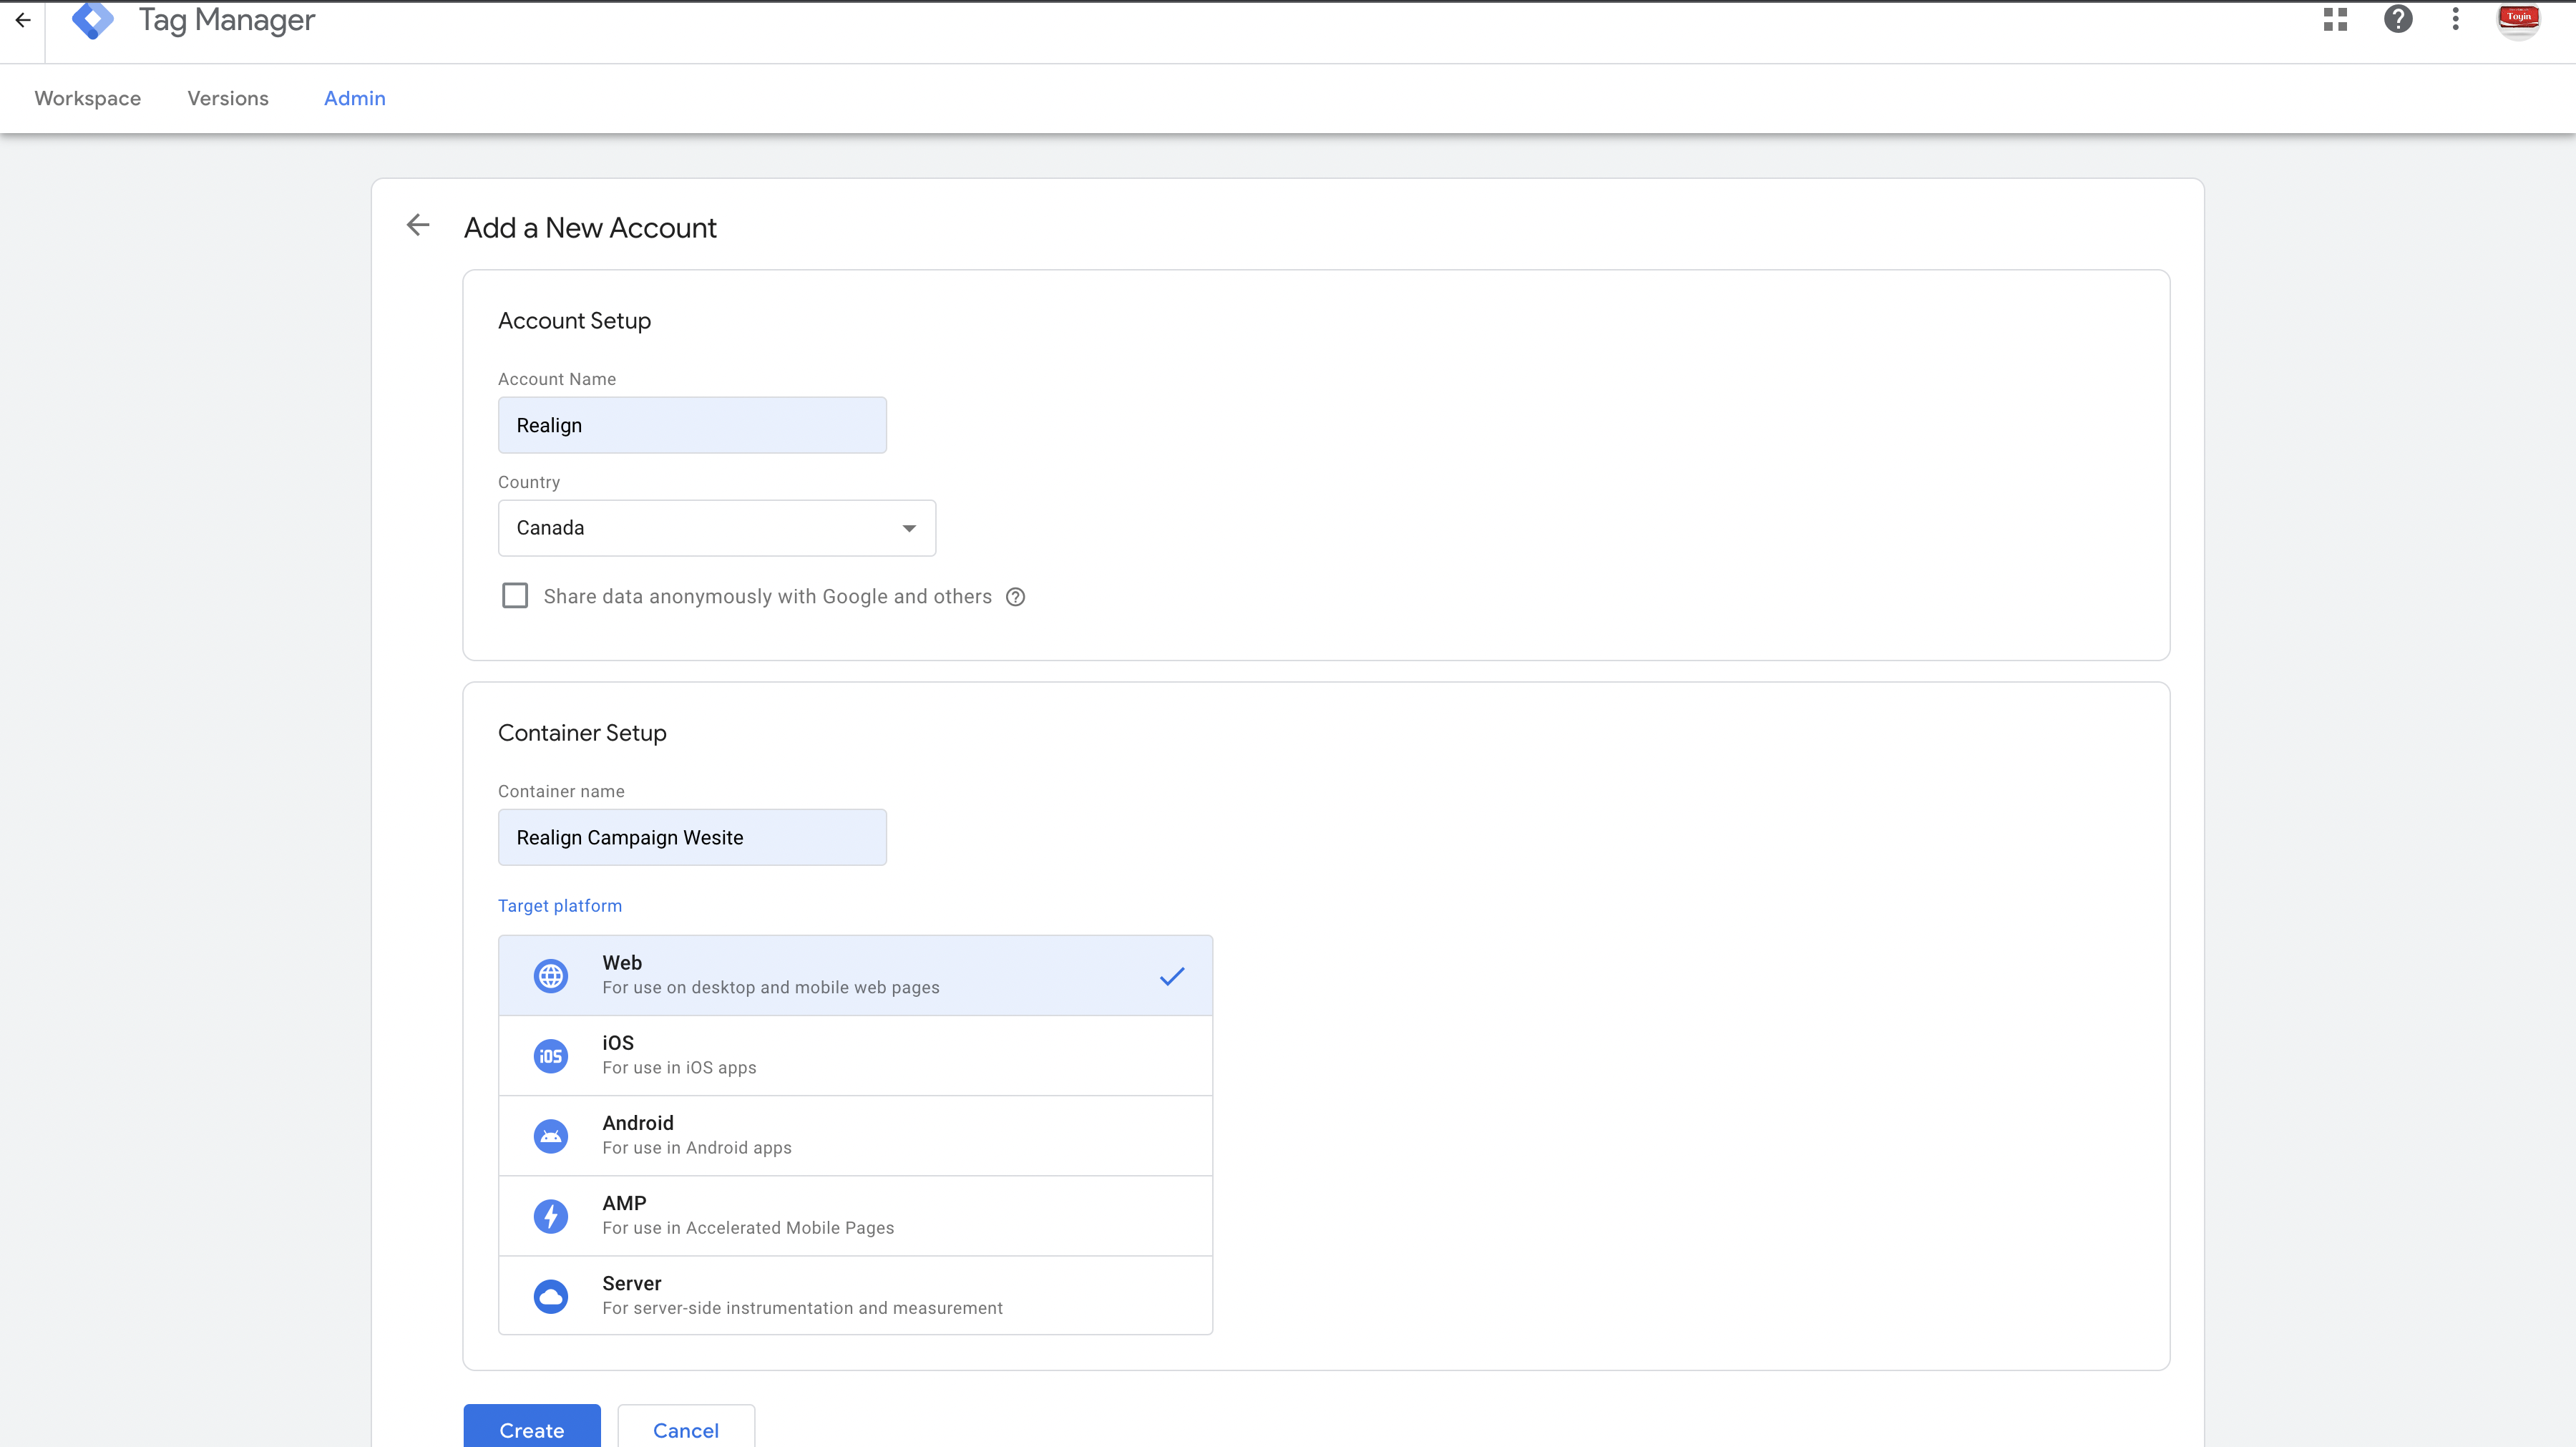 Tag Manager
Toyin
Workspace Versions Admin
Add a New Account
Account Setup
Account Name
Realign
Country
Canada
Share data anonymously with Google and others
Container Setup
Container name
Realign Campaign Wesite
Target platform
Web
For use on desktop and mobile web pages
iOS
iOS
For use in iOS apps
Android
For use in Android apps
AMP
For use in Accelerated Mobile Pages
Server
For server-side instrumentation and measurement
Create Cancel